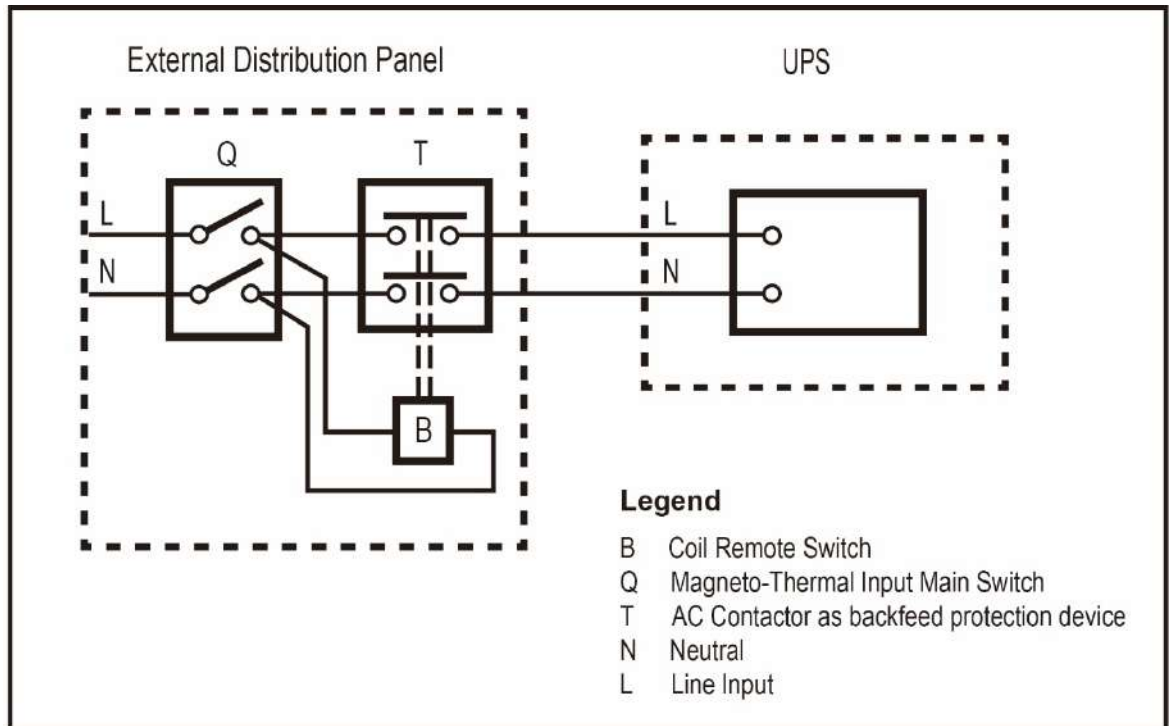 External Distribution Panel
UPS
Q
T
L
N
L
N
B
Legend
B Coil Remote Switch
Q Magneto-Thermal Input Main Switch
T AC Contactor as backfeed protection device
N Neutral
L Line Input